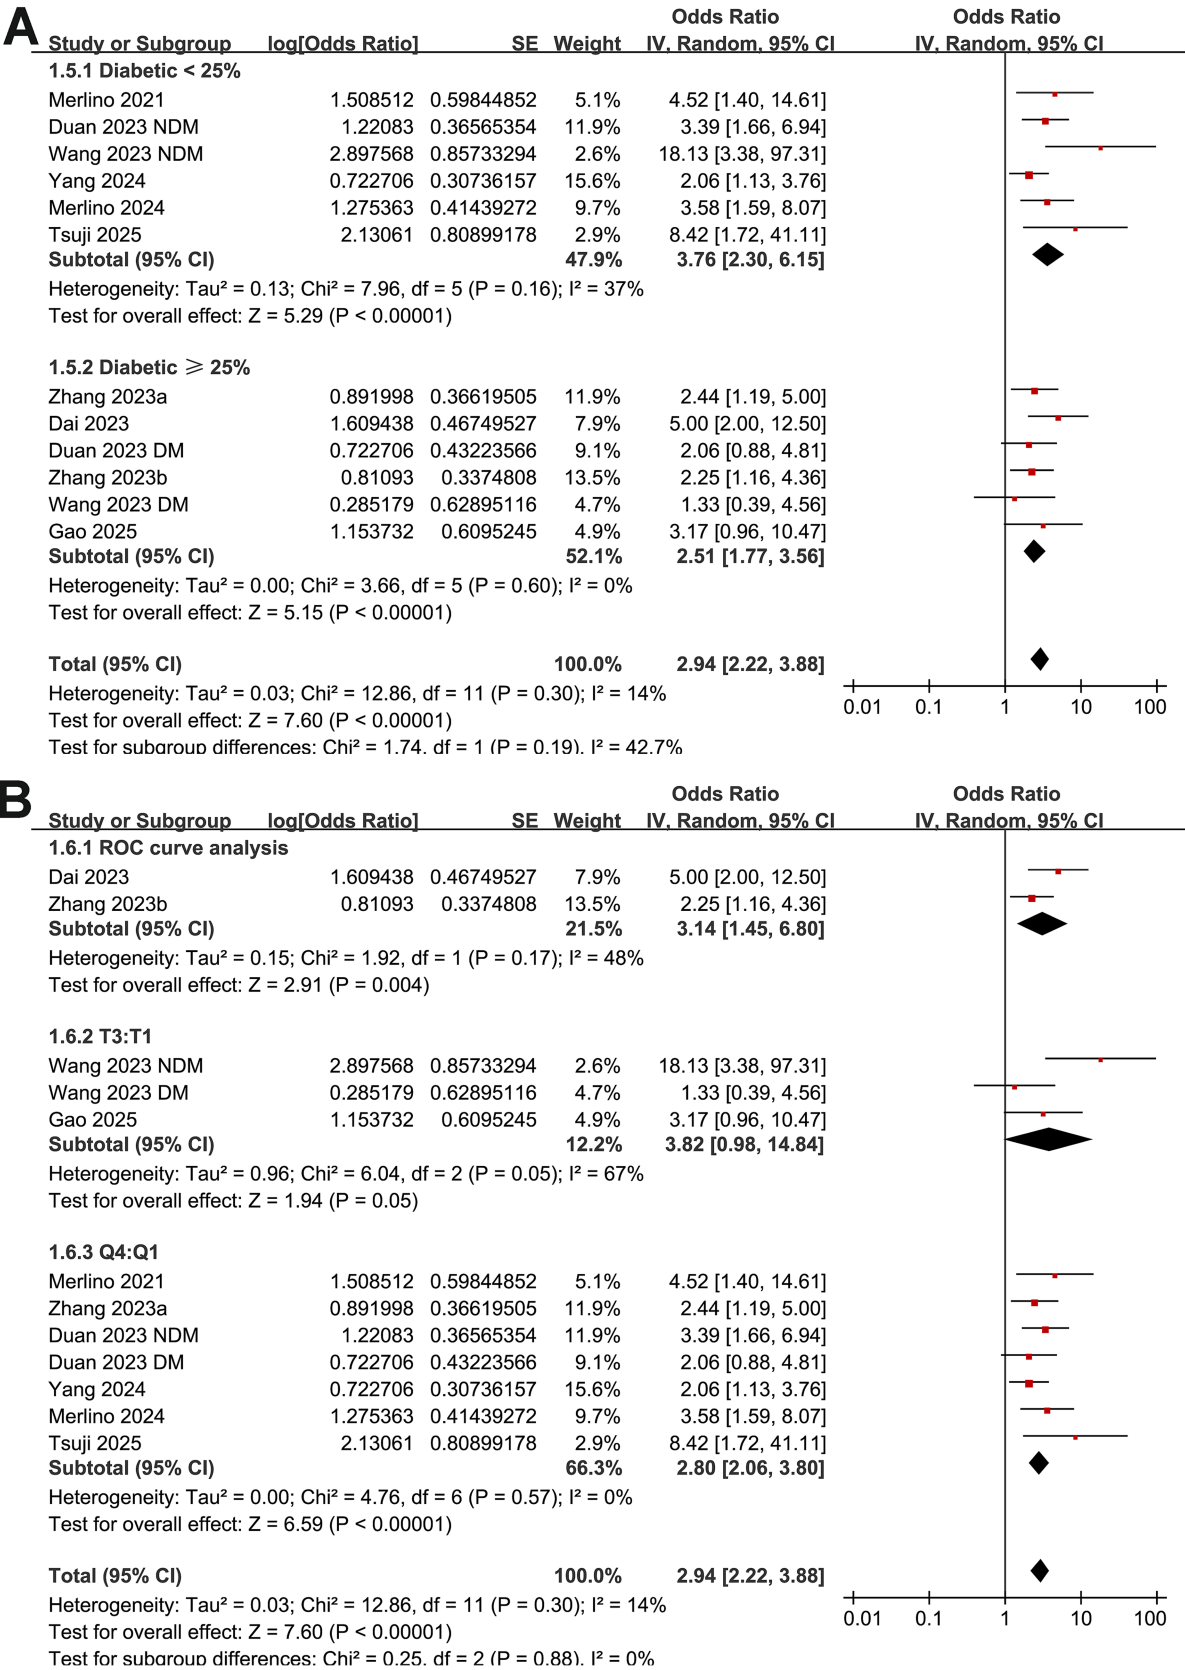 A
Odds Ratio Odds Ratio
Study or Subgroup log[Odds Ratio] SE Weight IV, Random, 95% CI IV, Random, 95% CI
1.5.1 Diabetic < 25%
Merlino 2021 1.508512 0.59844852 5.1% 4.52 [1.40, 14.61]
Duan 2023 NDM 1.22083 0.36565354 11.9% 3.39 [1.66, 6.94]
Wang 2023 NDM 2.897568 0.85733294 2.6% 18.13 [3.38, 97.31]
Yang 2024 0.722706 0.30736157 15.6% 2.06 [1.13, 3.76]
Merlino 2024 1.275363 0.41439272 9.7% 3.58 [1.59, 8.07]
Tsuji 2025 2.13061 0.80899178 2.9% 8.42 [1.72, 41.11]
Subtotal (95% CI) 47.9% 3.76 [2.30, 6.15]
Heterogeneity: Tau² = 0.13; Chi² = 7.96, df = 5 (P = 0.16); I² = 37%
Test for overall effect: Z = 5.29 (P < 0.00001)
1.5.2 Diabetic ⩾ 25%
Zhang 2023a 0.891998 0.36619505 11.9% 2.44 [1.19, 5.00]
Dai 2023 1.609438 0.46749527 7.9% 5.00 [2.00, 12.50]
Duan 2023 DM 0.722706 0.43223566 9.1% 2.06 [0.88, 4.81]
Zhang 2023b 0.81093 0.3374808 13.5% 2.25 [1.16, 4.36]
Wang 2023 DM 0.285179 0.62895116 4.7% 1.33 [0.39, 4.56]
Gao 2025 1.153732 0.6095245 4.9% 3.17 [0.96, 10.47]
Subtotal (95% CI) 52.1% 2.51 [1.77, 3.56]
Heterogeneity: Tau² = 0.00; Chi² = 3.66, df = 5 (P = 0.60); I² = 0%
Test for overall effect: Z = 5.15 (P < 0.00001)
Total (95% CI) 100.0% 2.94 [2.22, 3.88]
Heterogeneity: Tau² = 0.03; Chi² = 12.86, df = 11 (P = 0.30); I² = 14%
Test for overall effect: Z = 7.60 (P < 0.00001)
Test for subgroup differences: Chi² = 1.74, df = 1 (P = 0.19), I² = 42.7%
0.01 0.1 1 10 100
B
Odds Ratio Odds Ratio
Study or Subgroup log[Odds Ratio] SE Weight IV, Random, 95% CI IV, Random, 95% CI
1.6.1 ROC curve analysis
Dai 2023 1.609438 0.46749527 7.9% 5.00 [2.00, 12.50]
Zhang 2023b 0.81093 0.3374808 13.5% 2.25 [1.16, 4.36]
Subtotal (95% CI) 21.5% 3.14 [1.45, 6.80]
Heterogeneity: Tau² = 0.15; Chi² = 1.92, df = 1 (P = 0.17); I² = 48%
Test for overall effect: Z = 2.91 (P = 0.004)
1.6.2 T3:T1
Wang 2023 NDM 2.897568 0.85733294 2.6% 18.13 [3.38, 97.31]
Wang 2023 DM 0.285179 0.62895116 4.7% 1.33 [0.39, 4.56]
Gao 2025 1.153732 0.6095245 4.9% 3.17 [0.96, 10.47]
Subtotal (95% CI) 12.2% 3.82 [0.98, 14.84]
Heterogeneity: Tau² = 0.96; Chi² = 6.04, df = 2 (P = 0.05); I² = 67%
Test for overall effect: Z = 1.94 (P = 0.05)
1.6.3 Q4:Q1
Merlino 2021 1.508512 0.59844852 5.1% 4.52 [1.40, 14.61]
Zhang 2023a 0.891998 0.36619505 11.9% 2.44 [1.19, 5.00]
Duan 2023 NDM 1.22083 0.36565354 11.9% 3.39 [1.66, 6.94]
Duan 2023 DM 0.722706 0.43223566 9.1% 2.06 [0.88, 4.81]
Yang 2024 0.722706 0.30736157 15.6% 2.06 [1.13, 3.76]
Merlino 2024 1.275363 0.41439272 9.7% 3.58 [1.59, 8.07]
Tsuji 2025 2.13061 0.80899178 2.9% 8.42 [1.72, 41.11]
Subtotal (95% CI) 66.3% 2.80 [2.06, 3.80]
Heterogeneity: Tau² = 0.00; Chi² = 4.76, df = 6 (P = 0.57); I² = 0%
Test for overall effect: Z = 6.59 (P < 0.00001)
Total (95% CI) 100.0% 2.94 [2.22, 3.88]
Heterogeneity: Tau² = 0.03; Chi² = 12.86, df = 11 (P = 0.30); I² = 14%
Test for overall effect: Z = 7.60 (P < 0.00001)
Test for subgroup differences: Chi² = 0.25, df = 2 (P = 0.88), I² = 0%
0.01 0.1 1 10 100